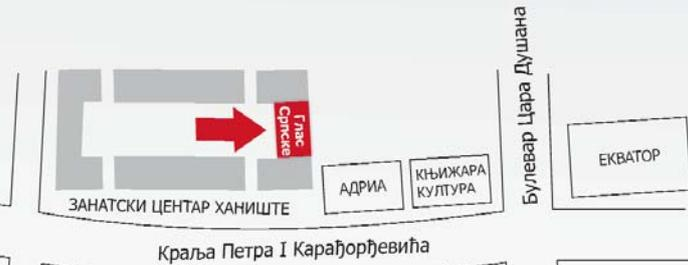 Глас
Српске
ЗАНАТСКИ ЦЕНТАР ХАНИШТЕ
АДРИА
КЊИЖАРА
КУЛТУРА
Булевар Цара Душана
ЕКВАТОР
Краља Петра I Карађорђевића